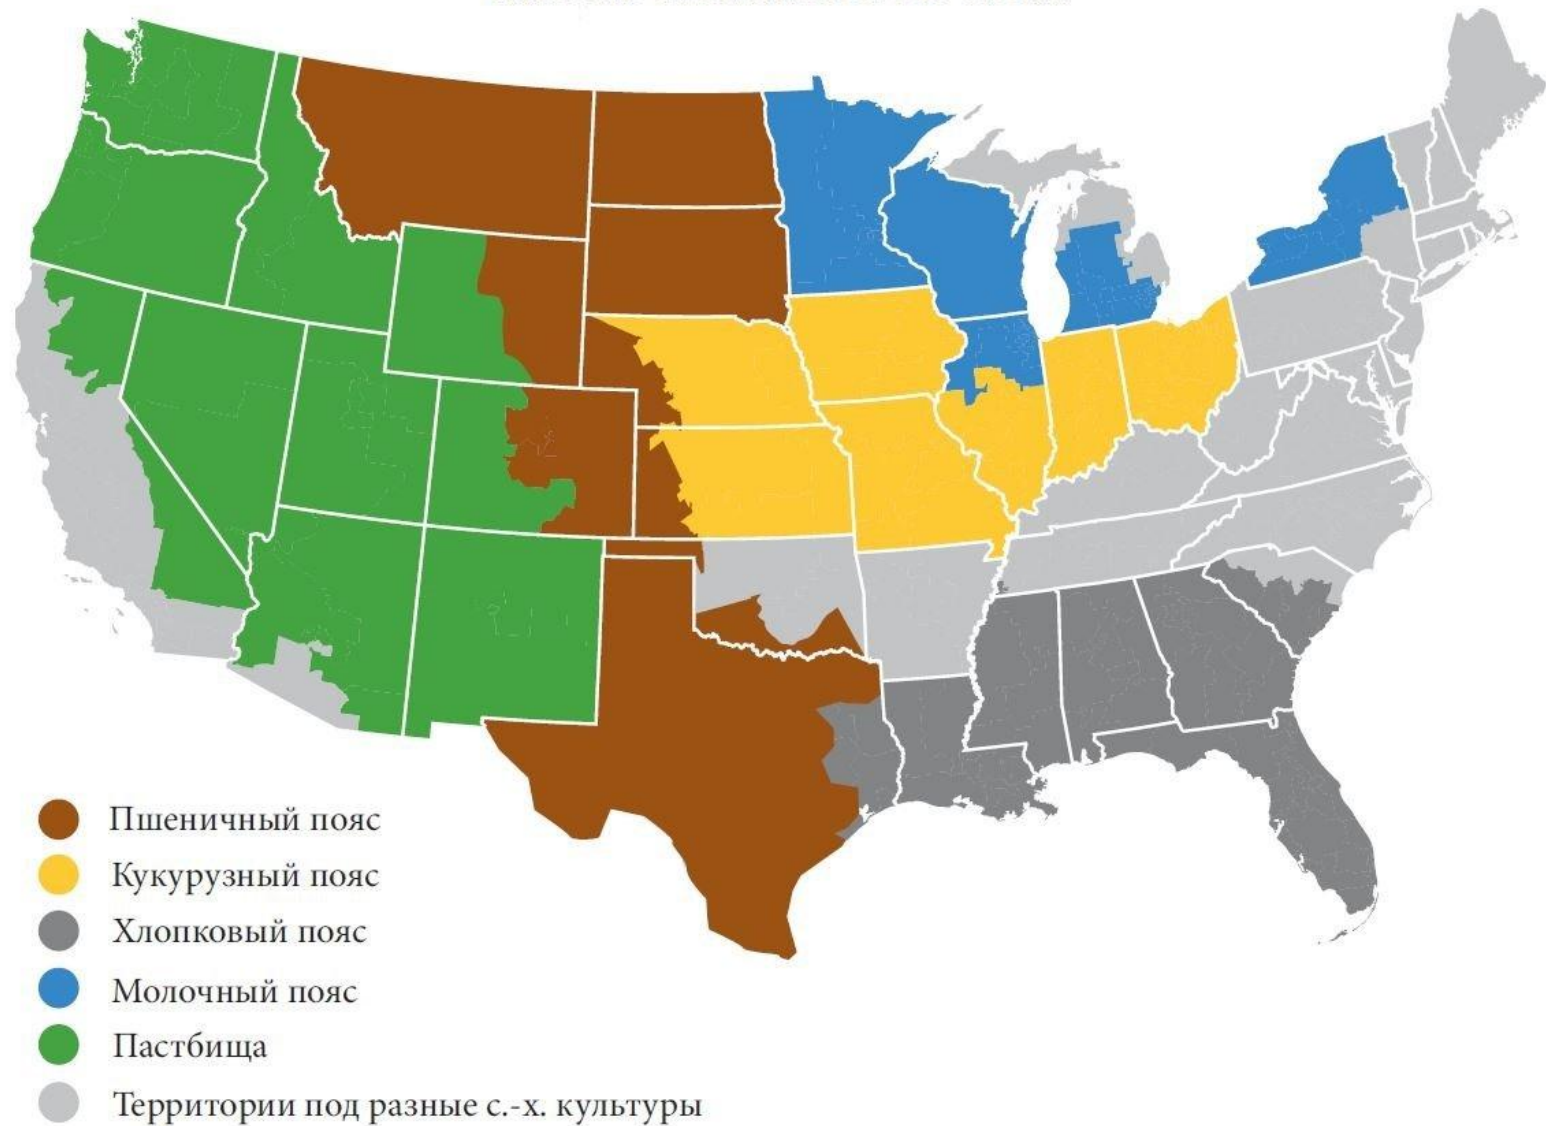 Пшеничный пояс
Кукурузный пояс
Хлопковый пояс
Молочный пояс
Пастбища
Территории под разные с.-х. культуры